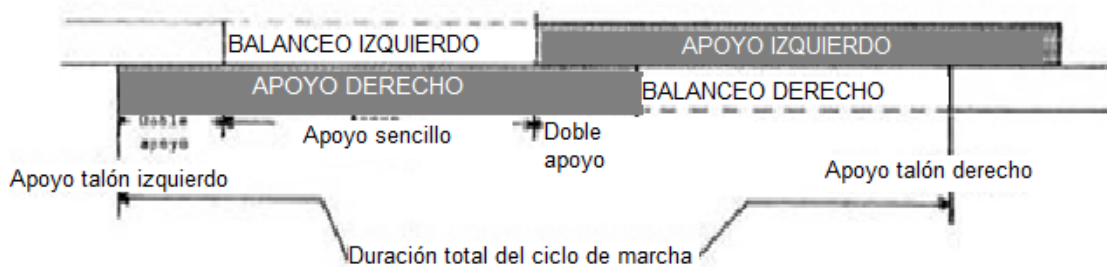 BALANCEO IZQUIERDO
APOYO IZQUIERDO
APOYO DERECHO
BALANCEO DERECHO
Doble
apoyo
Apoyo sencillo
Doble
apoyo
Apoyo talón izquierdo
Apoyo talón derecho
Duración total del ciclo de marcha